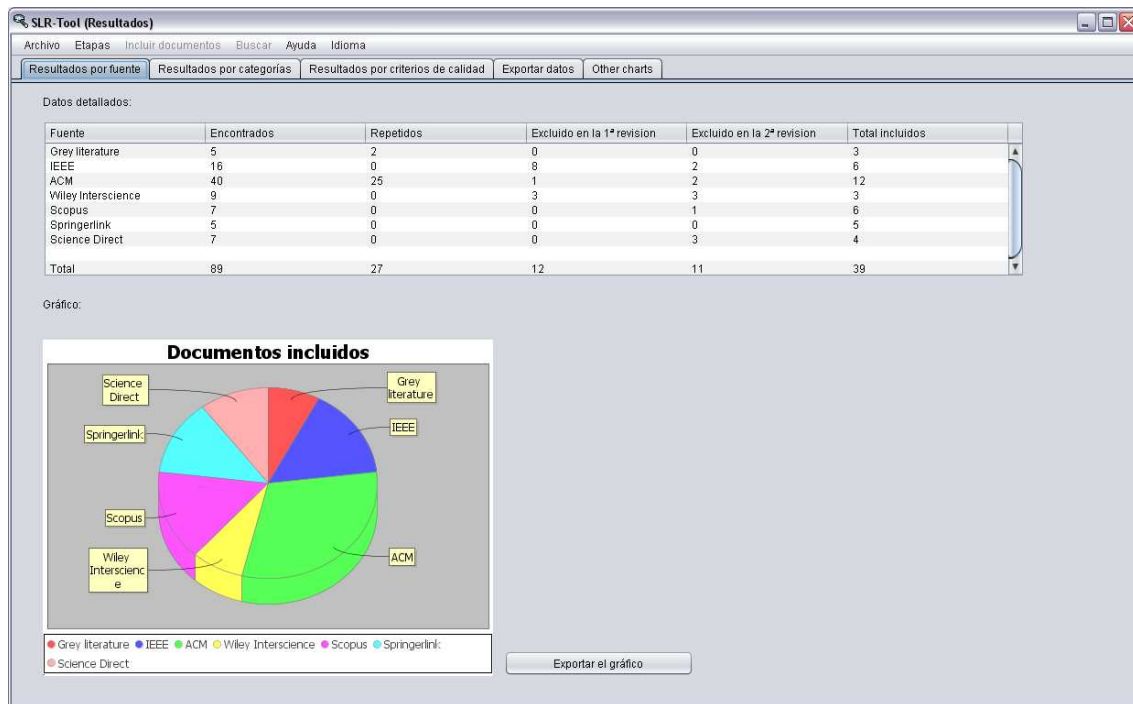 SLR-Tool (Resultados)
Archivo Etapas Incluir documentos Buscar Ayuda Idioma
Resultados por fuente Resultados por categorías Resultados por criterios de calidad Exportar datos Other charts
Datos detallados:
Fuente Encontrados Repetidos Excluido en la 1ª revision Excluido en la 2ª revision Total incluidos
Grey literature 5 2 0 0 3
IEEE 16 0 8 2 6
ACM 40 25 1 2 12
Wiley Interscience 9 0 3 3 3
Scopus 7 0 0 1 6
Springerlink 5 0 0 0 5
Science Direct 7 0 0 3 4
Total 89 27 12 11 39
Gráfico:
Documentos incluidos
Science
Direct
Grey
literature
Springerlink
IEEE
Scopus
Wiley
Interscienc
e
ACM
Grey literature IEEE ACM Wiley Interscience Scopus Springerlink
Science Direct
Exportar el gráfico